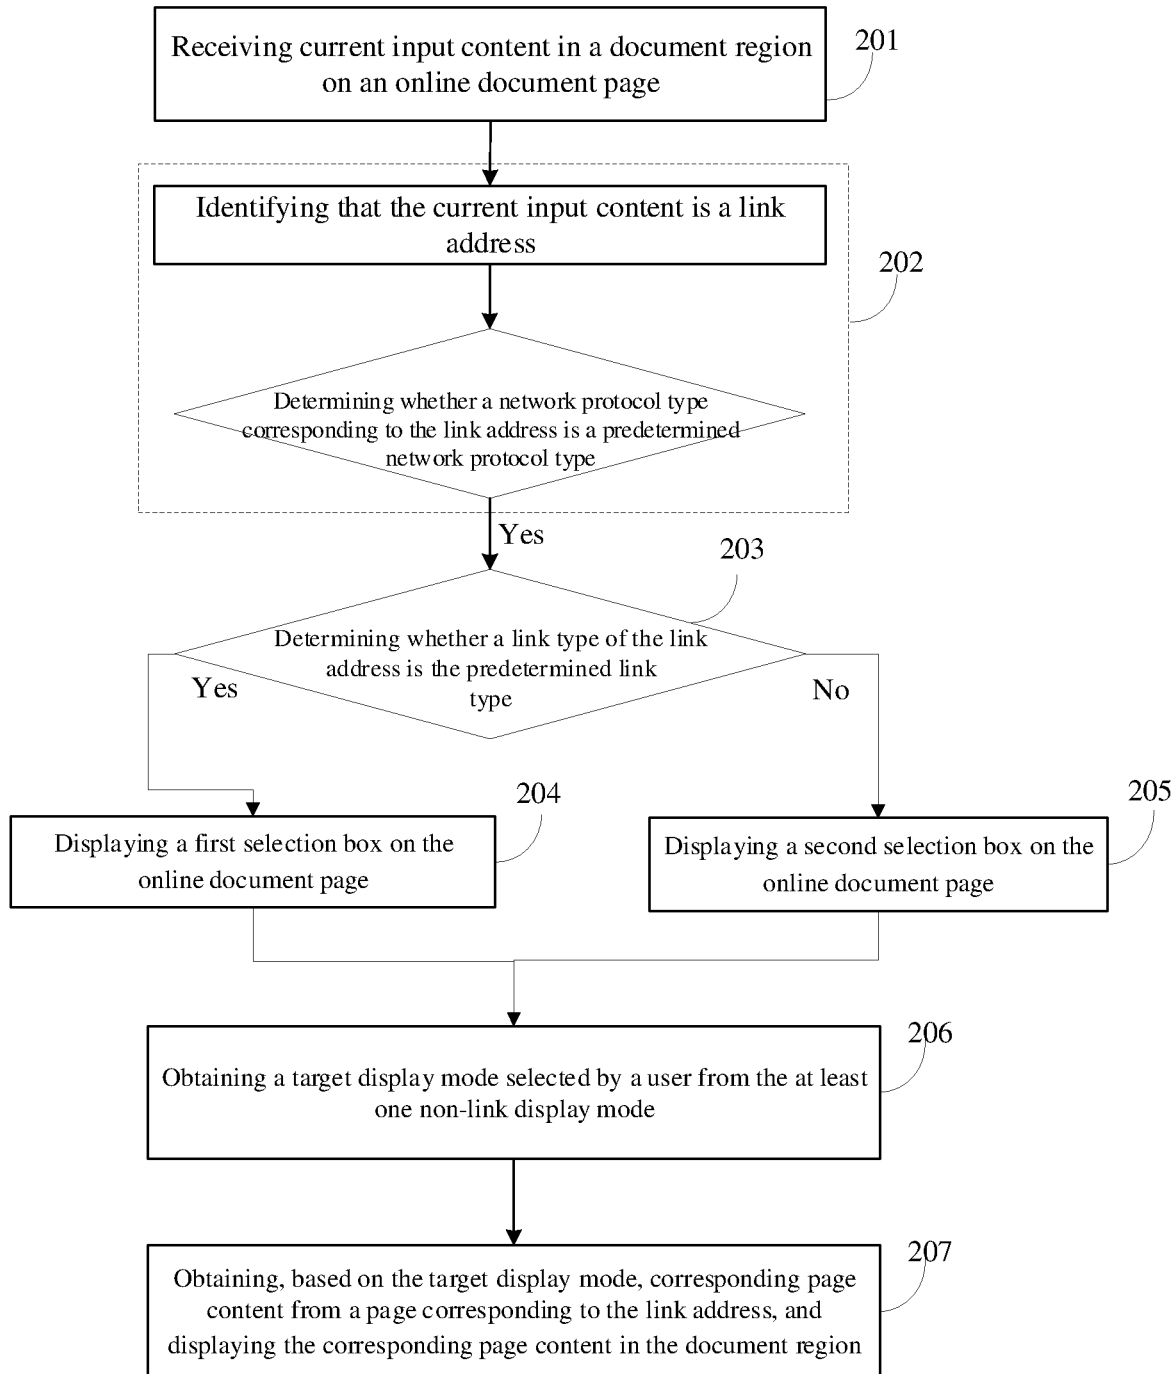 Receiving current input content in a document region
on an online document page
201
Identifying that the current input content is a link
address
202
Determining whether a network protocol type
corresponding to the link address is a predetermined
network protocol type
Yes
203
Determining whether a link type of the link
address is the predetermined link
type
Yes
No
204
Displaying a first selection box on the
online document page
205
Displaying a second selection box on the
online document page
206
Obtaining a target display mode selected by a user from the at least
one non-link display mode
207
Obtaining, based on the target display mode, corresponding page
content from a page corresponding to the link address, and
displaying the corresponding page content in the document region